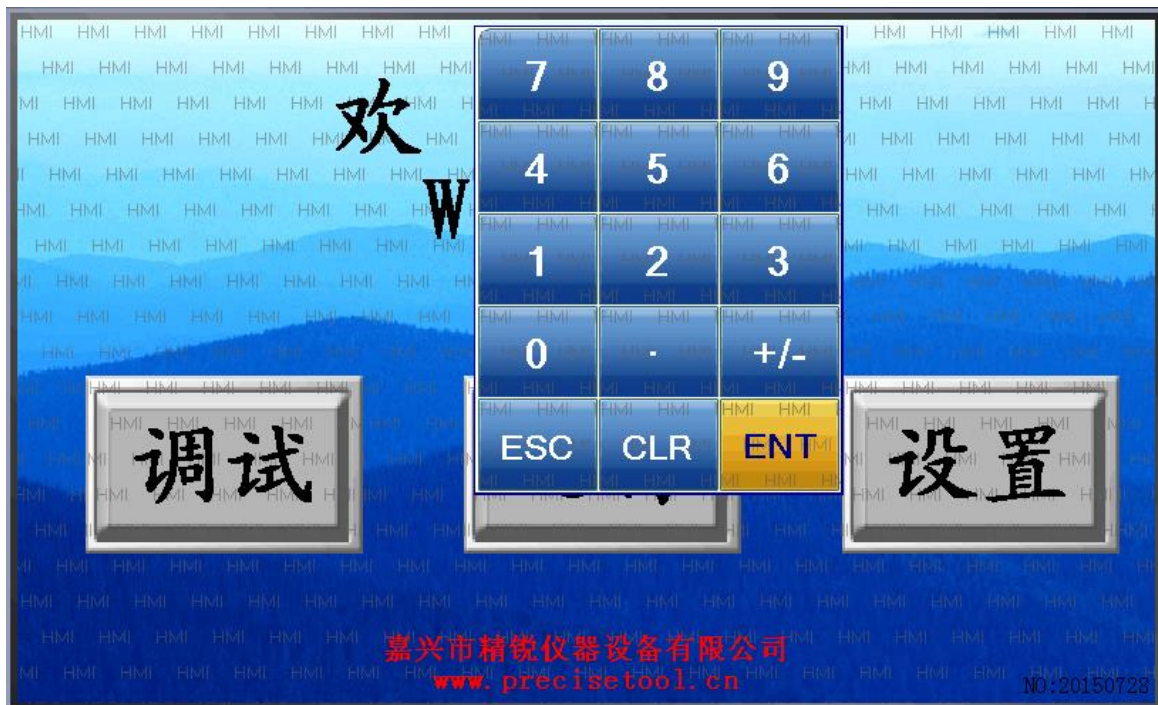 欢
W
7 8 9
4 5 6
1 2 3
0 . +/-
ESC CLR ENT
调试
设置
嘉兴市精锐仪器设备有限公司
www.precisetool.cn
NO:20150728
HMI